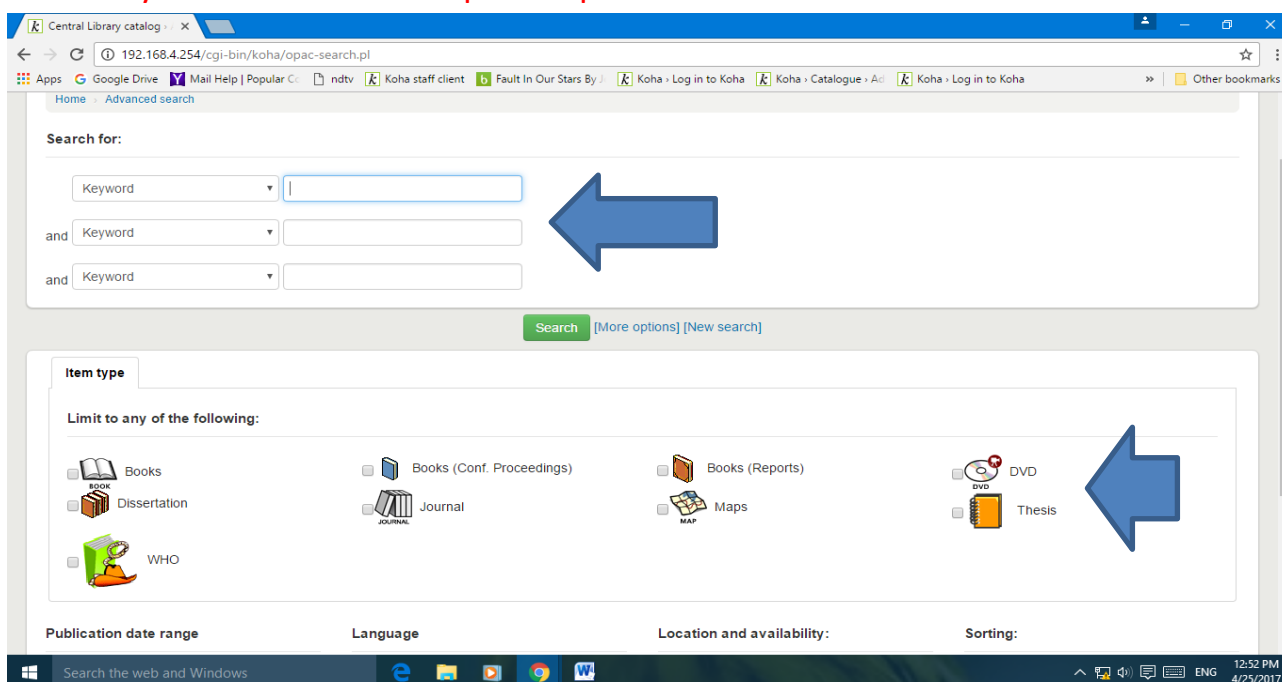 Central Library catalog ›
192.168.4.254/cgi-bin/koha/opac-search.pl
Apps Google Drive Mail Help | Popular Co ndtv Koha staff client Fault In Our Stars By J Koha › Log in to Koha Koha › Catalogue › Ad Koha › Log in to Koha » Other bookmarks
Home › Advanced search
Search for:
Keyword
and Keyword
and Keyword
Search [More options] [New search]
Item type
Limit to any of the following:
BOOK Books Books (Conf. Proceedings) Books (Reports) DVD DVD
Dissertation JOURNAL Journal MAP Maps Thesis
WHO
Publication date range Language Location and availability: Sorting:
Search the web and Windows ENG 12:52 PM
4/25/2017